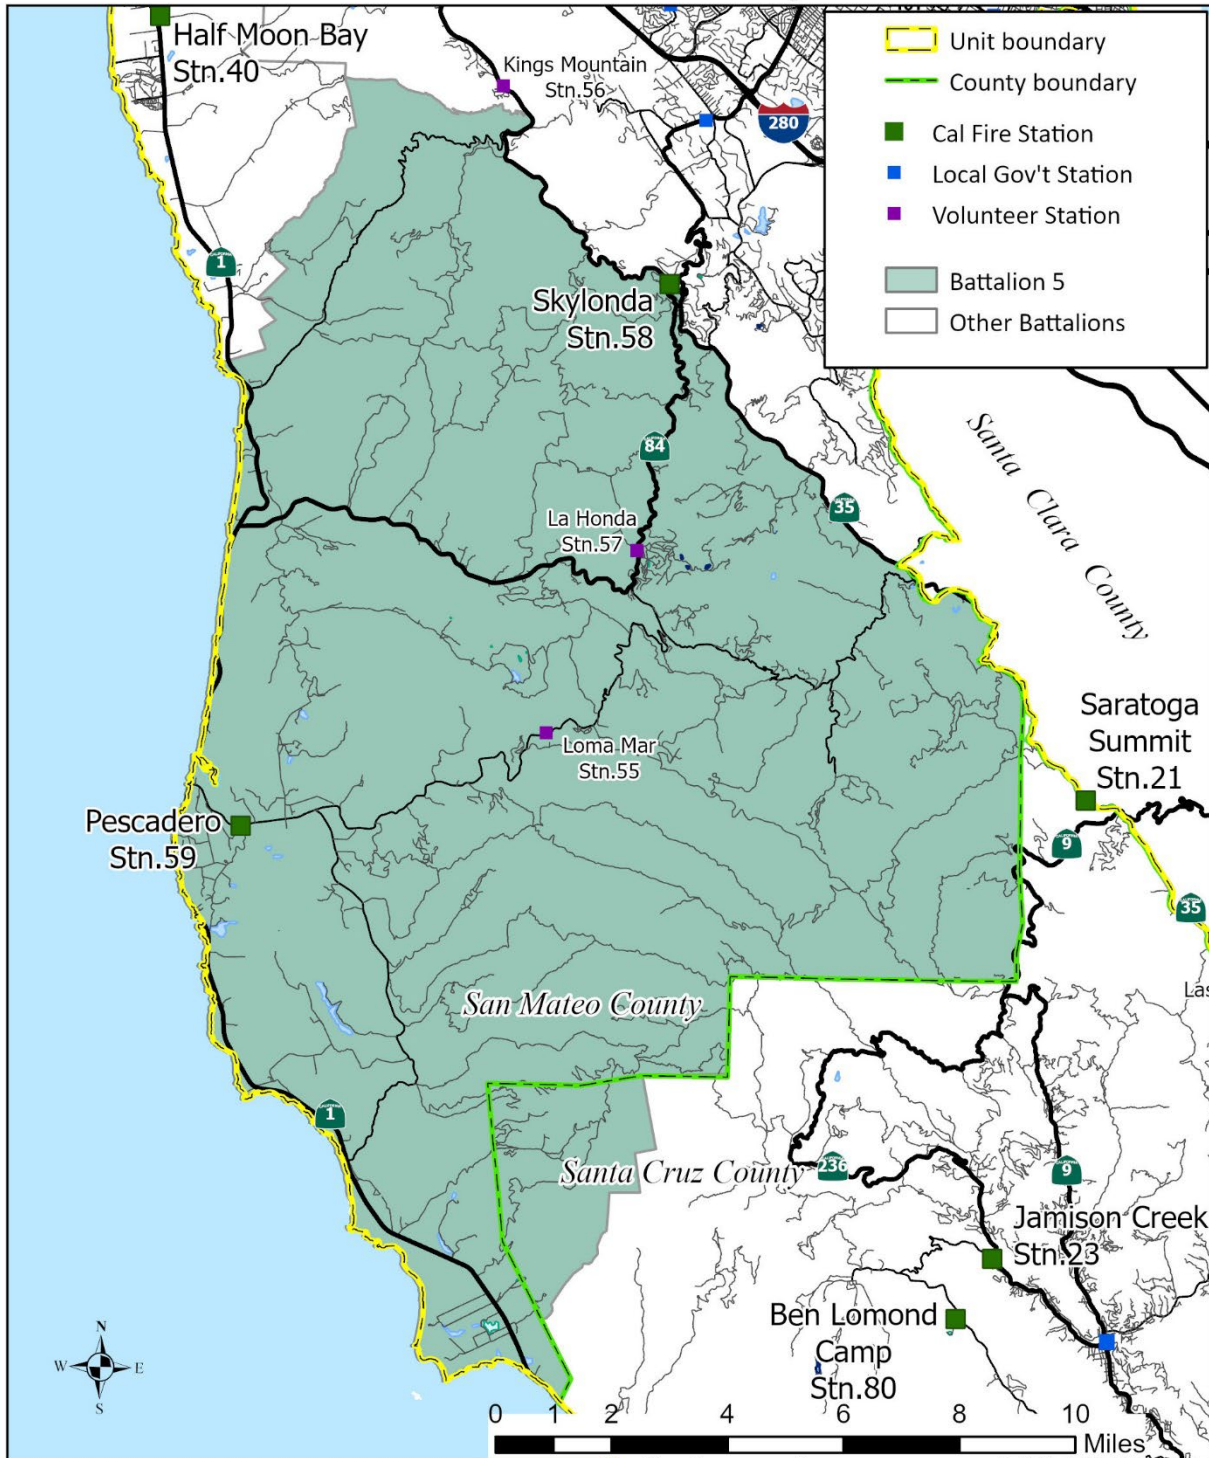 Half Moon Bay
Stn.40
Kings Mountain
Stn.56
280
Unit boundary
County boundary
Cal Fire Station
Local Gov't Station
Volunteer Station
Battalion 5
Other Battalions
1
Skylonda
Stn.58
84
35
Santa Clara County
La Honda
Stn.57
Saratoga
Summit
Stn.21
Loma Mar
Stn.55
Pescadero
Stn.59
9
35
Las
San Mateo County
1
Santa Cruz County
236
9
Jamison Creek
Stn.23
Ben Lomond
Camp
Stn.80
N
W E
S
0 1 2 4 6 8 10
Miles